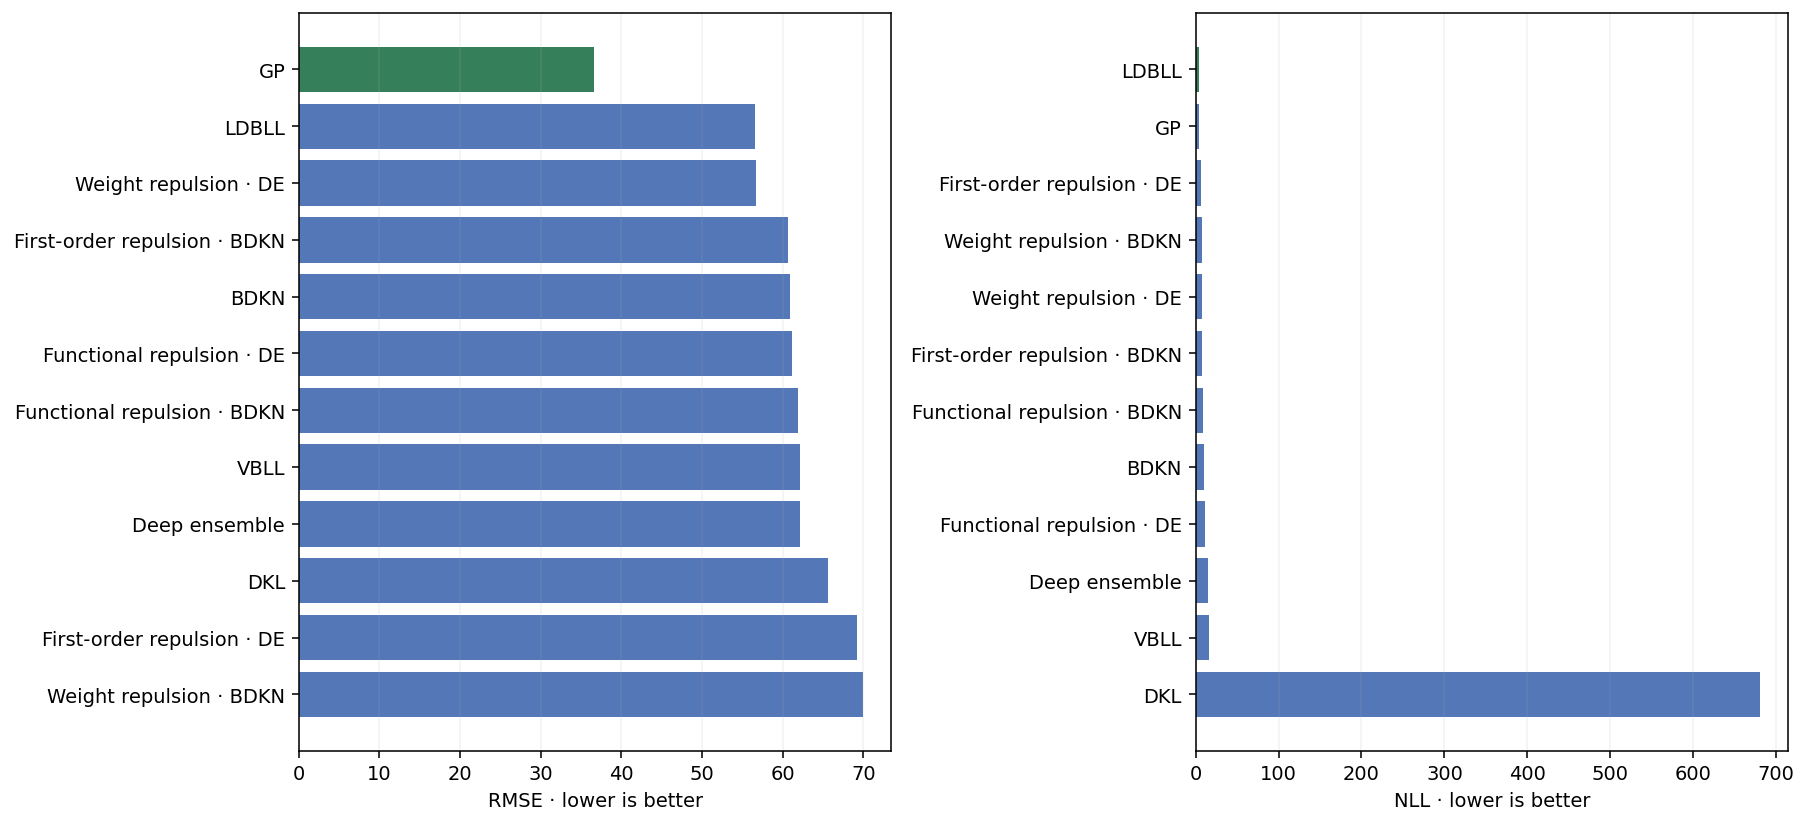 GP
LDBLL
Weight repulsion · DE
First-order repulsion · BDKN
BDKN
Functional repulsion · DE
Functional repulsion · BDKN
VBLL
Deep ensemble
DKL
First-order repulsion · DE
Weight repulsion · BDKN
0 10 20 30 40 50 60 70
RMSE · lower is better
LDBLL
GP
First-order repulsion · DE
Weight repulsion · BDKN
Weight repulsion · DE
First-order repulsion · BDKN
Functional repulsion · BDKN
BDKN
Functional repulsion · DE
Deep ensemble
VBLL
DKL
0 100 200 300 400 500 600 700
NLL · lower is better